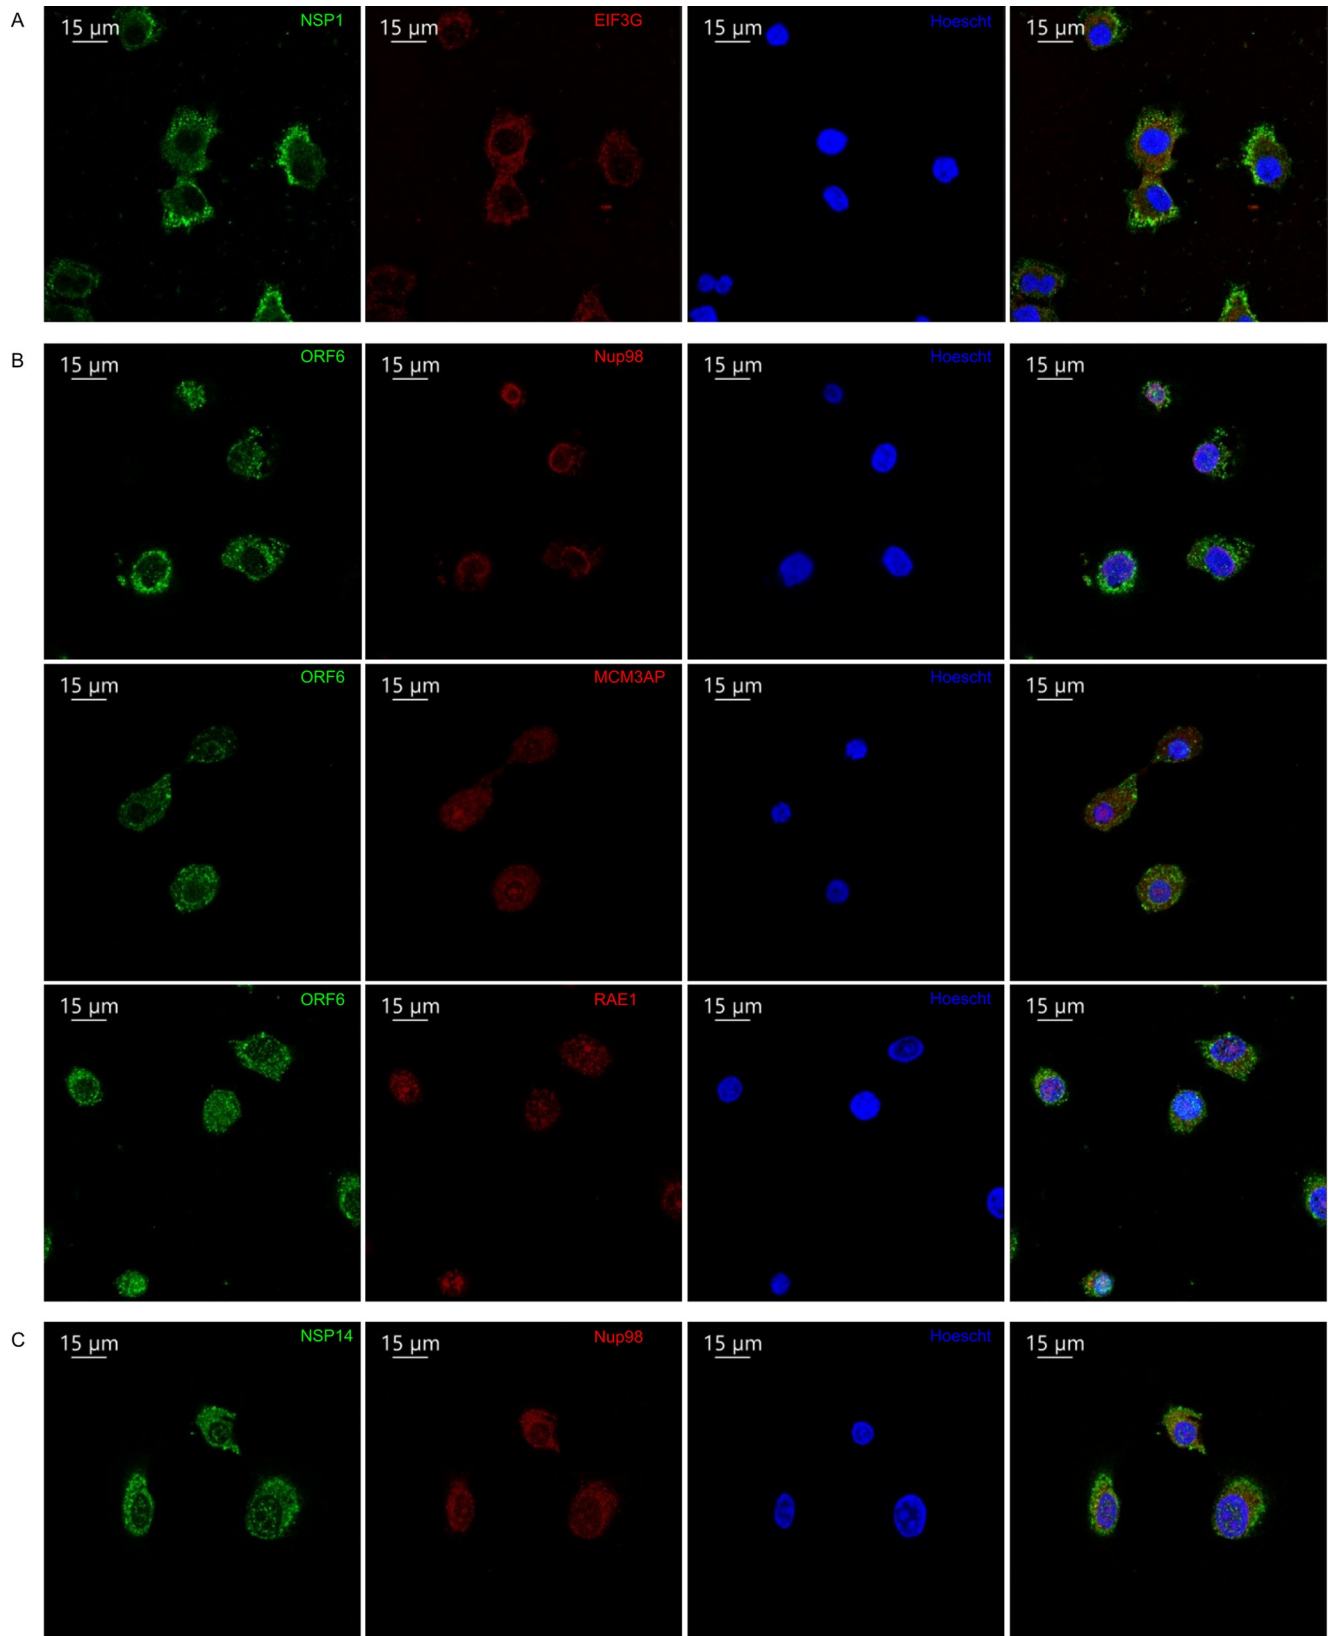 A
15 µm NSP1
15 µm EIF3G
15 µm Hoescht
15 µm
B
15 µm ORF6
15 µm Nup98
15 µm Hoescht
15 µm
15 µm ORF6
15 µm MCM3AP
15 µm Hoescht
15 µm
15 µm ORF6
15 µm RAE1
15 µm Hoescht
15 µm
C
15 µm NSP14
15 µm Nup98
15 µm Hoescht
15 µm